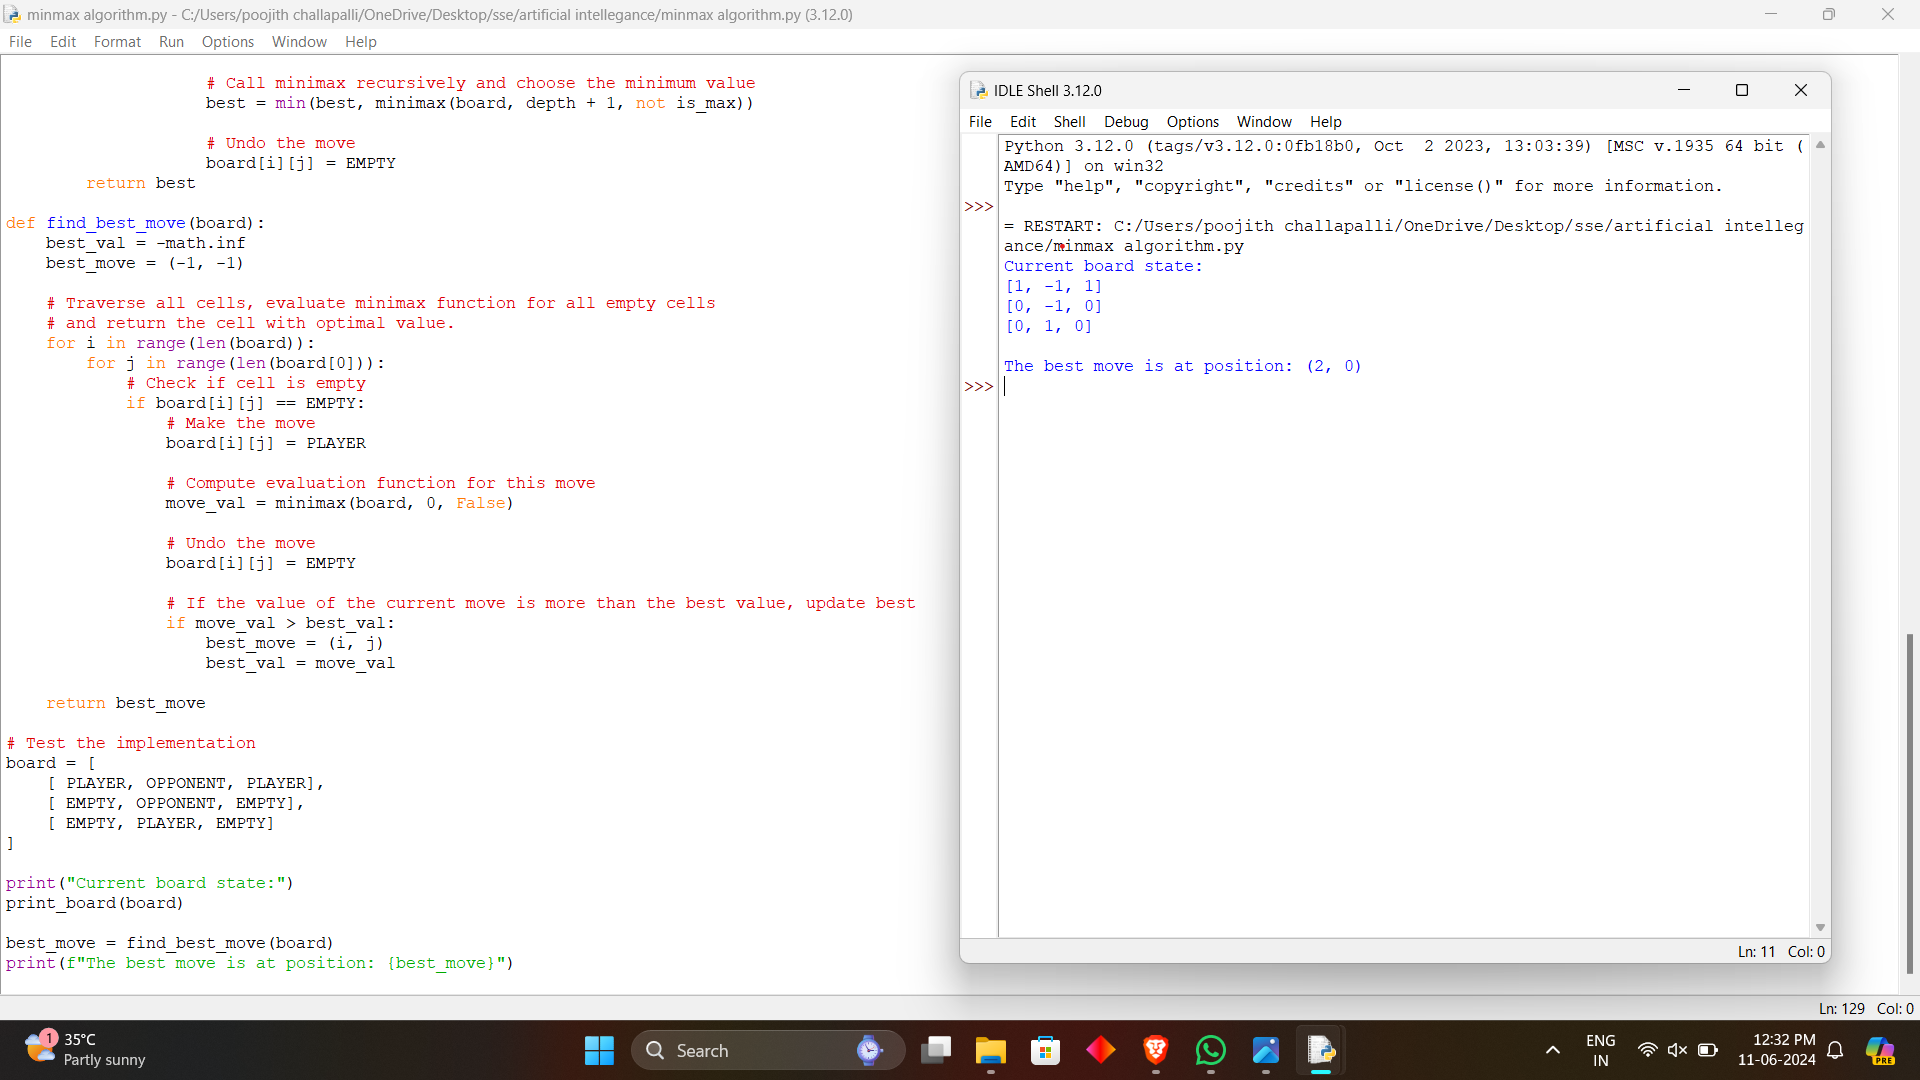 minmax algorithm.py - C:/Users/poojith challapalli/OneDrive/Desktop/sse/artificial intellegance/minmax algorithm.py (3.12.0)
File Edit Format Run Options Window Help
# Call minimax recursively and choose the minimum value
best = min(best, minimax(board, depth + 1, not is_max))
# Undo the move
board[i][j] = EMPTY
return best
def find_best_move(board):
best_val = -math.inf
best_move = (-1, -1)
# Traverse all cells, evaluate minimax function for all empty cells
# and return the cell with optimal value.
for i in range(len(board)):
for j in range(len(board[0])):
# Check if cell is empty
if board[i][j] == EMPTY:
# Make the move
board[i][j] = PLAYER
# Compute evaluation function for this move
move_val = minimax(board, 0, False)
# Undo the move
board[i][j] = EMPTY
# If the value of the current move is more than the best value, update best
if move_val > best_val:
best_move = (i, j)
best_val = move_val
return best_move
# Test the implementation
board = [
[ PLAYER, OPPONENT, PLAYER],
[ EMPTY, OPPONENT, EMPTY],
[ EMPTY, PLAYER, EMPTY]
]
print("Current board state:")
print_board(board)
best_move = find_best_move(board)
print(f"The best move is at position: {best_move}")
IDLE Shell 3.12.0
File Edit Shell Debug Options Window Help
Python 3.12.0 (tags/v3.12.0:0fb18b0, Oct  2 2023, 13:03:39) [MSC v.1935 64 bit (
AMD64)] on win32
Type "help", "copyright", "credits" or "license()" for more information.
>>>
= RESTART: C:/Users/poojith challapalli/OneDrive/Desktop/sse/artificial intelleg
ance/minmax algorithm.py
Current board state:
[1, -1, 1]
[0, -1, 0]
[0, 1, 0]
The best move is at position: (2, 0)
>>>
Ln: 11 Col: 0
Ln: 129 Col: 0
1
35°C
Partly sunny
Search
ENG
IN
12:32 PM
11-06-2024
PRE